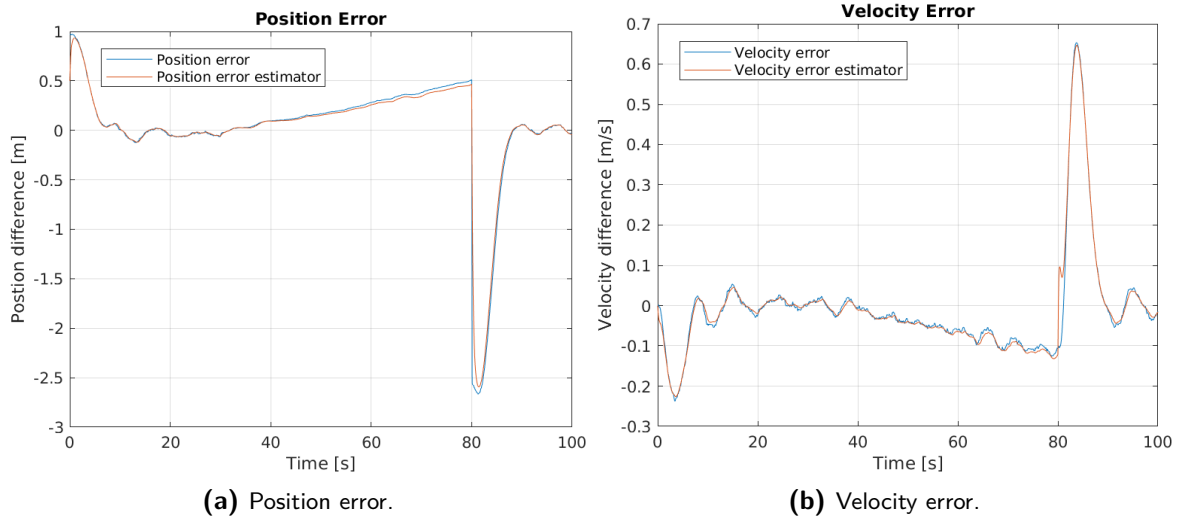 Position Error
1
0.5
0
-0.5
-1
-1.5
-2
-2.5
-3
Postion difference [m]
Position error
Position error estimator
0 20 40 60 80 100
Time [s]
(a) Position error.
Velocity Error
0.7
0.6
0.5
0.4
0.3
0.2
0.1
0
-0.1
-0.2
-0.3
Velocity difference [m/s]
Velocity error
Velocity error estimator
0 20 40 60 80 100
Time [s]
(b) Velocity error.